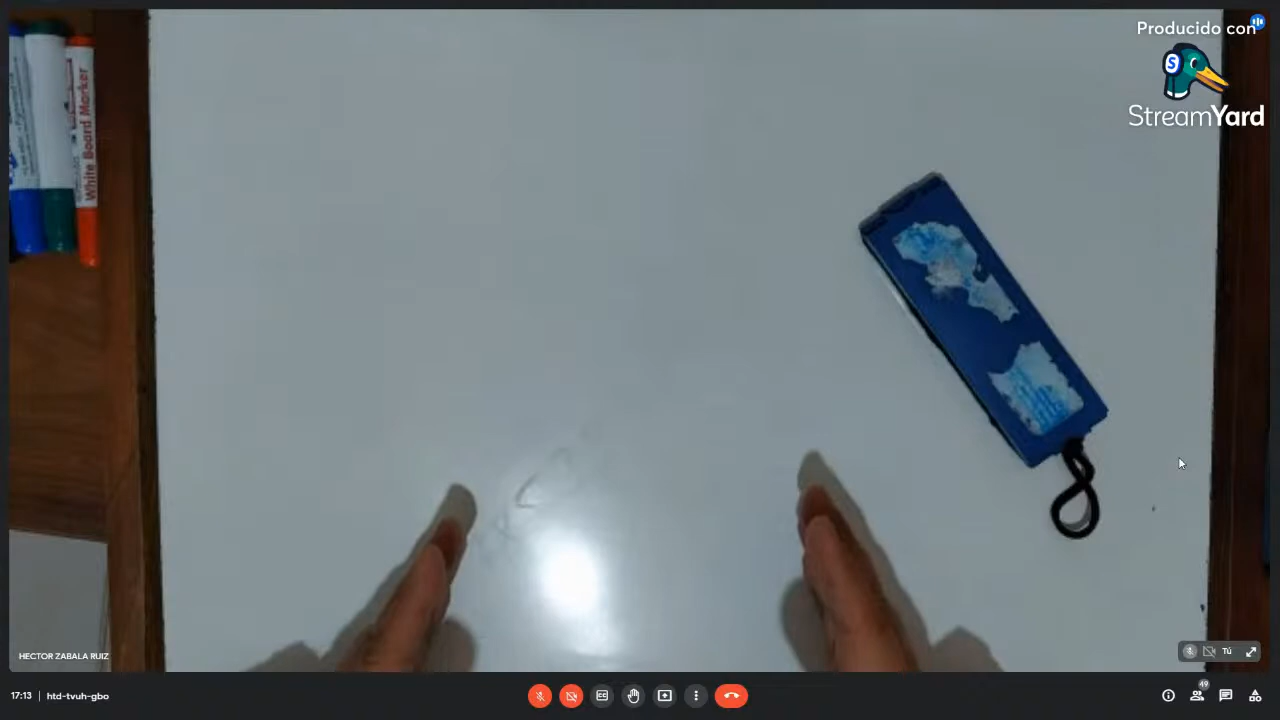 Producido con
S
StreamYard
White Board Marker
HECTOR ZABALA RUIZ
Tú
49
17:13 | htd-tvuh-gbo